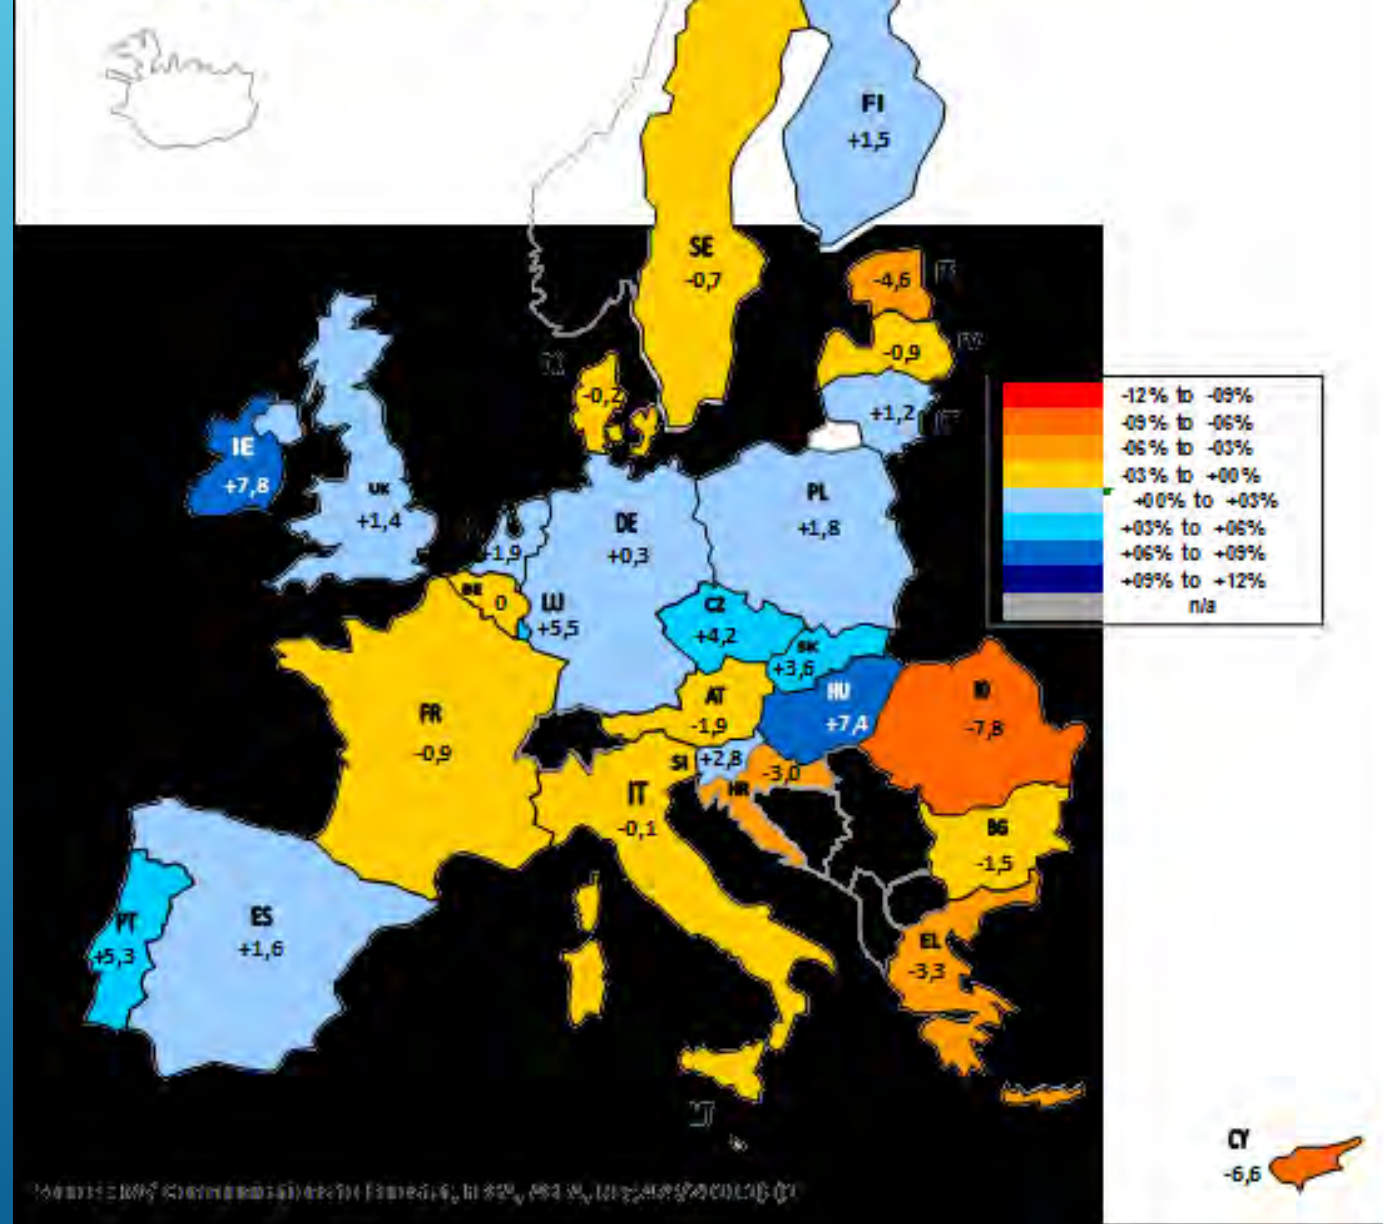 FI
+1,5
SE
-0,7
-4,6
-0,9
-0,2
+1,2
IE
+7,8
UK
+1,4
+1,9
DE
+0,3
PL
+1,8
BE
0
LU
+5,5
CZ
+4,2
SK
+3,6
FR
-0,9
AT
-1,9
HU
+7,4
-7,8
SI
+2,8
-3,0
HR
IT
-0,1
BG
-1,5
PT
+5,3
ES
+1,6
EL
-3,3
CY
-6,6
-12% to -09%
-09% to -06%
-06% to -03%
-03% to +00%
+00% to +03%
+03% to +06%
+06% to +09%
+09% to +12%
n/a